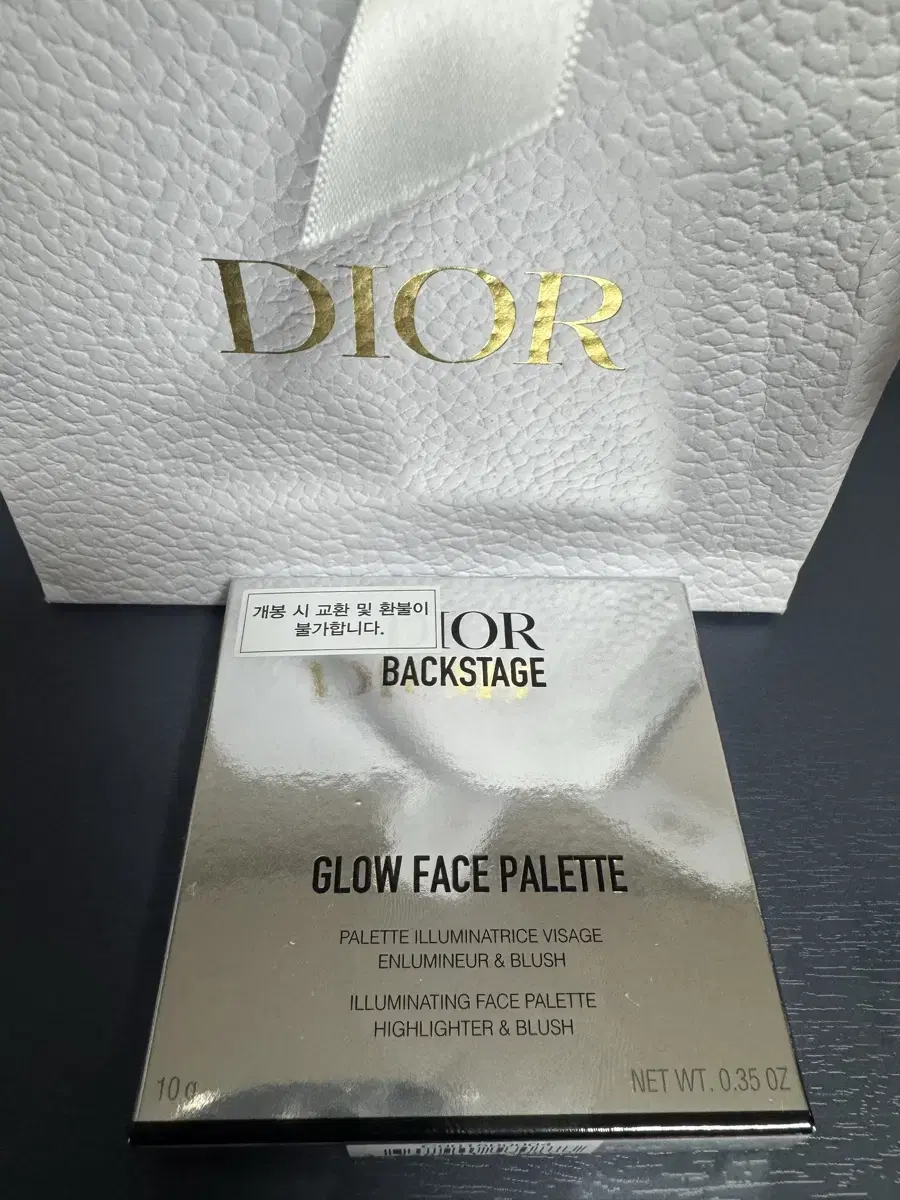 DIOR
개봉 시 교환 및 환불이
불가합니다.
IOR
BACKSTAGE
GLOW FACE PALETTE
PALETTE ILLUMINATRICE VISAGE
ENLUMINEUR & BLUSH
ILLUMINATING FACE PALETTE
HIGHLIGHTER & BLUSH
10 g
NET WT. 0.35 OZ